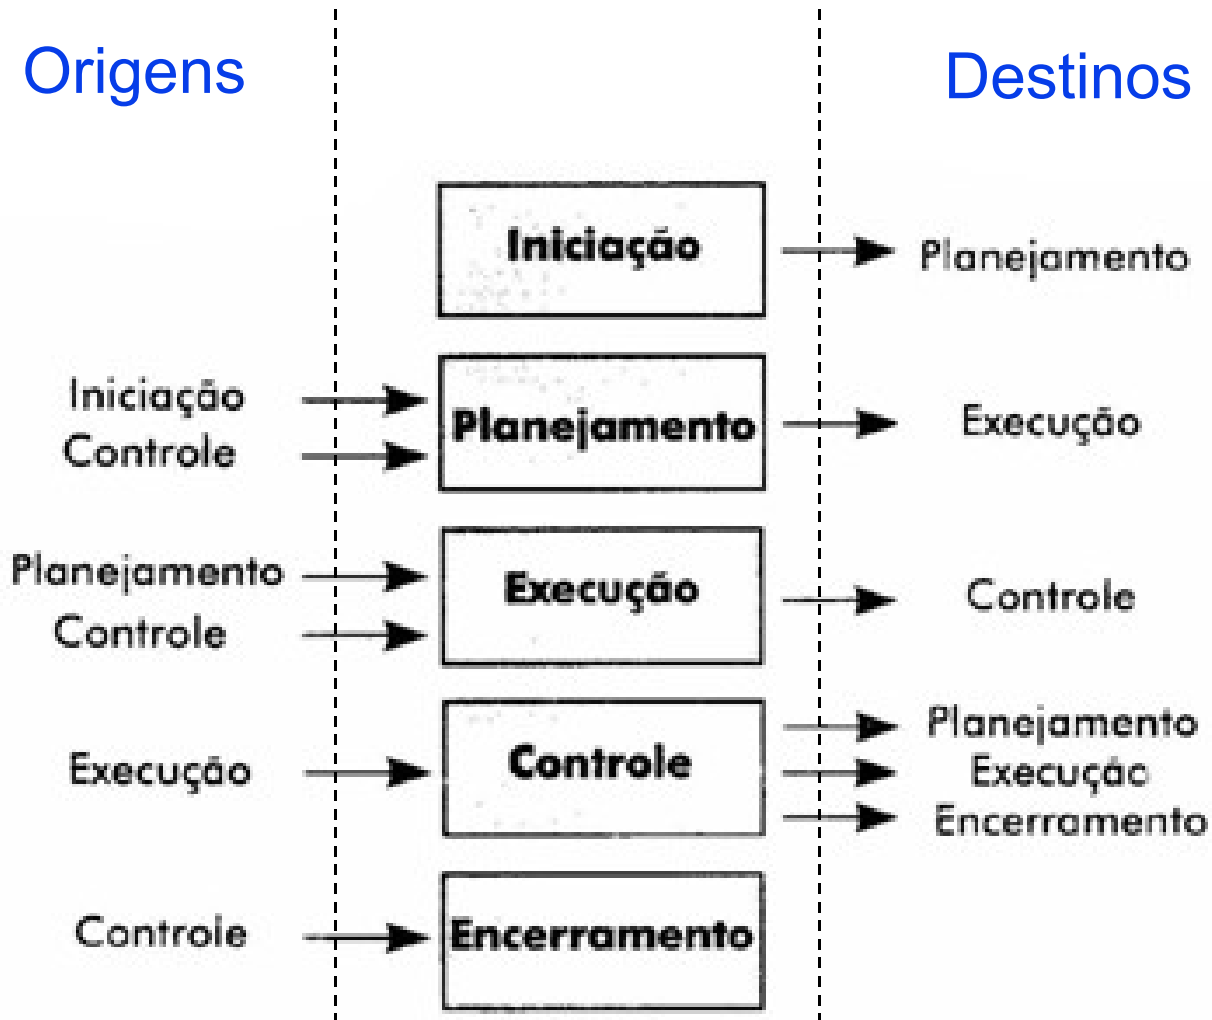 Origens
Destinos
Iniciação
Planejamento
Iniciação
Controle
Planejamento
Execução
Planejamento
Controle
Execução
Controle
Execução
Controle
Planejamento
Execução
Encerramento
Controle
Encerramento